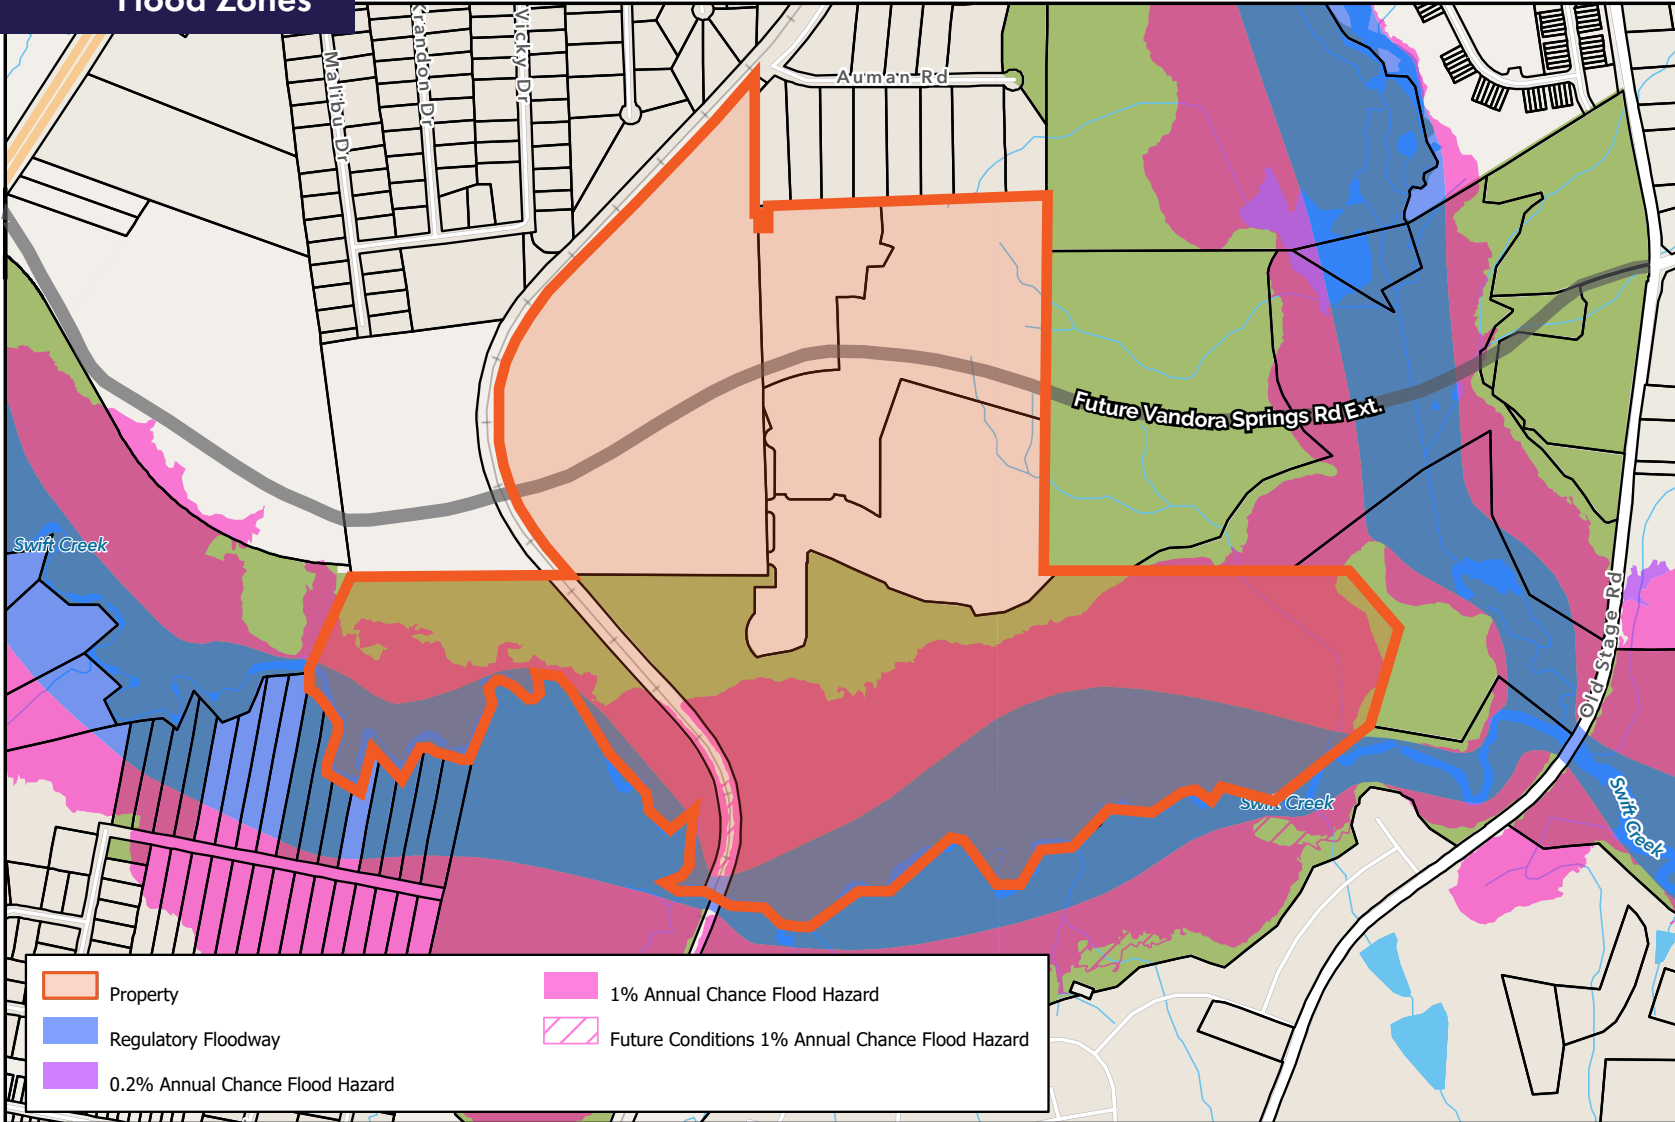 Flood Zones
Malibu Dr
Krandon Dr
Vicky Dr
Auman Rd
Future Vandora Springs Rd Ext.
Swift Creek
Old Stage Rd
Swift Creek
Swift Creek
Property
Regulatory Floodway
0.2% Annual Chance Flood Hazard
1% Annual Chance Flood Hazard
Future Conditions 1% Annual Chance Flood Hazard